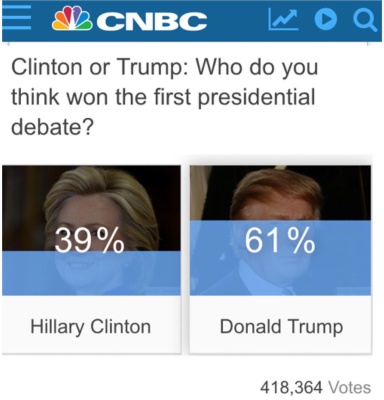 CNBC
Clinton or Trump: Who do you
think won the first presidential
debate?
39%
61%
Hillary Clinton
Donald Trump
418,364 Votes